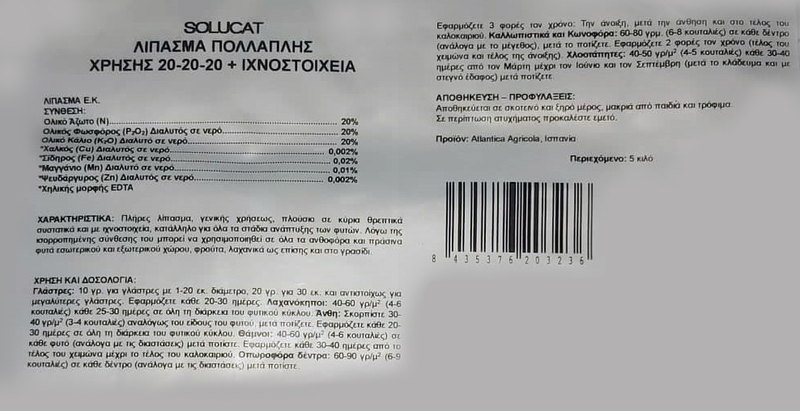 SOLUCAT
ΛΙΠΑΣΜΑ ΠΟΛΛΑΠΛΗΣ
ΧΡΗΣΗΣ 20-20-20 + ΙΧΝΟΣΤΟΙΧΕΙΑ
ΛΙΠΑΣΜΑ Ε.Κ.
ΣΥΝΘΕΣΗ:
Ολικό Άζωτο (N)........................20%
Ολικός Φωσφόρος (P₂O₂) Διαλυτός σε νερό........................20%
Ολικό Κάλιο (K₂O) Διαλυτό σε νερό........................20%
*Χαλκός (Cu) Διαλυτός σε νερό........................0,002%
*Σίδηρος (Fe) Διαλυτός σε νερό........................0,02%
*Μαγγάνιο (Mn) Διαλυτό σε νερό........................0,01%
*Ψευδάργυρος (Zn) Διαλυτός σε νερό........................0,002%
*Χηλικής μορφής EDTA
ΧΑΡΑΚΤΗΡΙΣΤΙΚΑ: Πλήρες λίπασμα, γενικής χρήσεως, πλούσιο σε κύρια θρεπτικά
συστατικά και με ιχνοστοιχεία, κατάλληλο για όλα τα στάδια ανάπτυξης των φυτών. Λόγω της
ισορροπημένης σύνθεσης του μπορεί να χρησιμοποιηθεί σε όλα τα ανθοφόρα και πράσινα
φυτά εσωτερικού και εξωτερικού χώρου, φρούτα, λαχανικά ως επίσης και στο γρασίδι.
ΧΡΗΣΗ ΚΑΙ ΔΟΣΟΛΟΓΙΑ:
Γλάστρες: 10 γρ. για γλάστρες με 1-20 εκ. διάμετρο, 20 γρ. για 30 εκ. και αντιστοίχως για
μεγαλύτερες γλάστρες. Εφαρμόζετε κάθε 20-30 ημέρες. Λαχανόκηποι: 40-60 γρ/μ² (4-6
κουταλιές) κάθε 25-30 ημέρες σε όλη τη διάρκεια του φυτικού κύκλου. Άνθη: Σκορπίστε 30-
40 γρ/μ² (3-4 κουταλιές) αναλόγως του είδους του φυτού, μετά ποτίζετε. Εφαρμόζετε κάθε 20-
30 ημέρες σε όλη τη διάρκεια του φυτικού κύκλου. Θάμνοι: 40-60 γρ/μ² (4-6 κουταλιές) σε
κάθε φυτό (ανάλογα με τις διαστάσεις) μετά ποτίστε. Εφαρμόζετε κάθε 30-40 ημέρες από το
τέλος του χειμώνα μέχρι το τέλος του καλοκαιριού. Οπωροφόρα δέντρα: 60-90 γρ/μ² (6-9
κουταλιές) σε κάθε δέντρο (ανάλογα με τις διαστάσεις) μετά ποτίστε.
Εφαρμόζετε 3 φορές τον χρόνο: Την άνοιξη, μετά την άνθηση και στο τέλος του
καλοκαιριού. Καλλωπιστικά και Κωνοφόρα: 60-80 γρμ. (6-8 κουταλιές) σε κάθε δέντρο
(ανάλογα με το μέγεθος), μετά το ποτίζετε. Εφαρμόζετε 2 φορές τον χρόνο (τέλος του
χειμώνα και τέλος της άνοιξης). Χλοοτάπητες: 40-50 γρ/μ² (4-5 κουταλιές) κάθε 30-40
ημέρες από τον Μάρτη μέχρι τον Ιούνιο και τον Σεπτέμβρη (μετά το κλάδευμα και με
στεγνό έδαφος) μετά ποτίζετε.
ΑΠΟΘΗΚΕΥΣΗ – ΠΡΟΦΥΛΑΞΕΙΣ:
Αποθηκεύεται σε σκοτεινό και ξηρό μέρος, μακριά από παιδιά και τρόφιμα.
Σε περίπτωση ατυχήματος προκαλέστε εμετό.
Προϊόν: Atlantica Agricola, Ισπανία
Περιεχόμενο: 5 κιλό
8 435376 203236